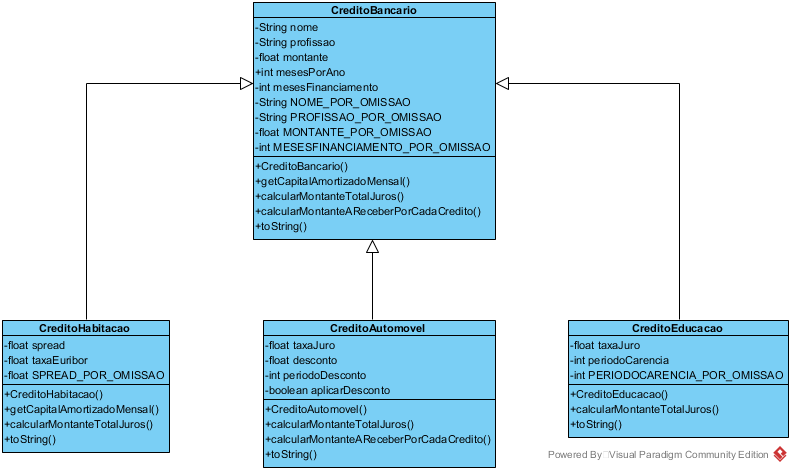 CreditoBancario
-String nome
-String profissao
-float montante
+int mesesPorAno
-int mesesFinanciamento
-String NOME_POR_OMISSAO
-String PROFISSAO_POR_OMISSAO
-float MONTANTE_POR_OMISSAO
-int MESESFINANCIAMENTO_POR_OMISSAO
+CreditoBancario()
+getCapitalAmortizadoMensal()
+calcularMontanteTotalJuros()
+calcularMontanteAReceberPorCadaCredito()
+toString()
CreditoHabitacao
-float spread
-float taxaEuribor
-float SPREAD_POR_OMISSAO
+CreditoHabitacao()
+getCapitalAmortizadoMensal()
+calcularMontanteTotalJuros()
+toString()
CreditoAutomovel
-float taxaJuro
-float desconto
-int periodoDesconto
-boolean aplicarDesconto
+CreditoAutomovel()
+calcularMontanteTotalJuros()
+calcularMontanteAReceberPorCadaCredito()
+toString()
CreditoEducacao
-float taxaJuro
-int periodoCarencia
-int PERIODOCARENCIA_POR_OMISSAO
+CreditoEducacao()
+calcularMontanteTotalJuros()
+toString()
Powered By Visual Paradigm Community Edition